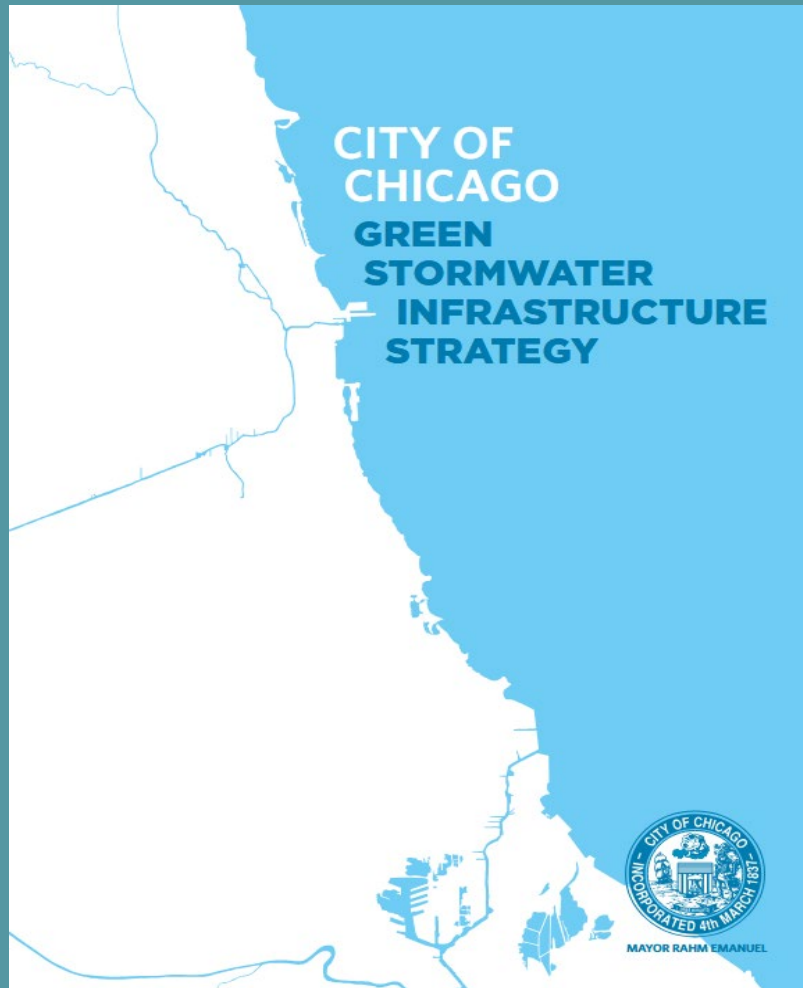 CITY OF
CHICAGO
GREEN
STORMWATER
INFRASTRUCTURE
STRATEGY
CITY OF CHICAGO
INCORPORATED 4th MARCH 1837
MAYOR RAHM EMANUEL